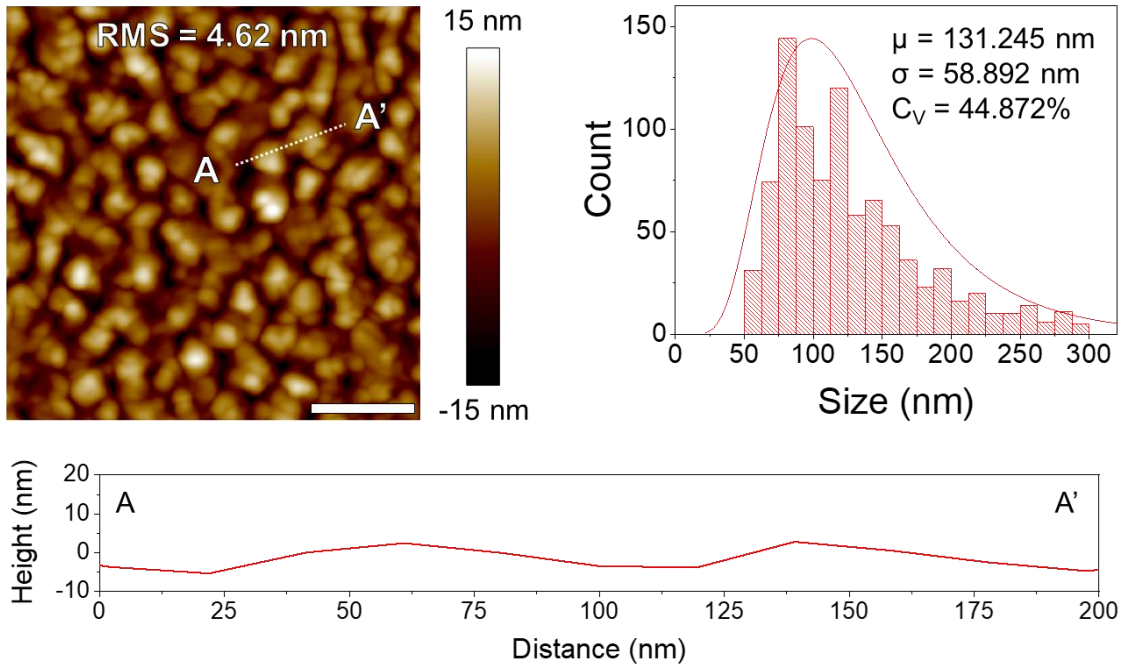 RMS = 4.62 nm
A
A'
15 nm
-15 nm
Count
150
100
50
0
μ = 131.245 nm
σ = 58.892 nm
CV = 44.872%
0 50 100 150 200 250 300
Size (nm)
Height (nm)
20
10
0
-10
A
A'
0 25 50 75 100 125 150 175 200
Distance (nm)